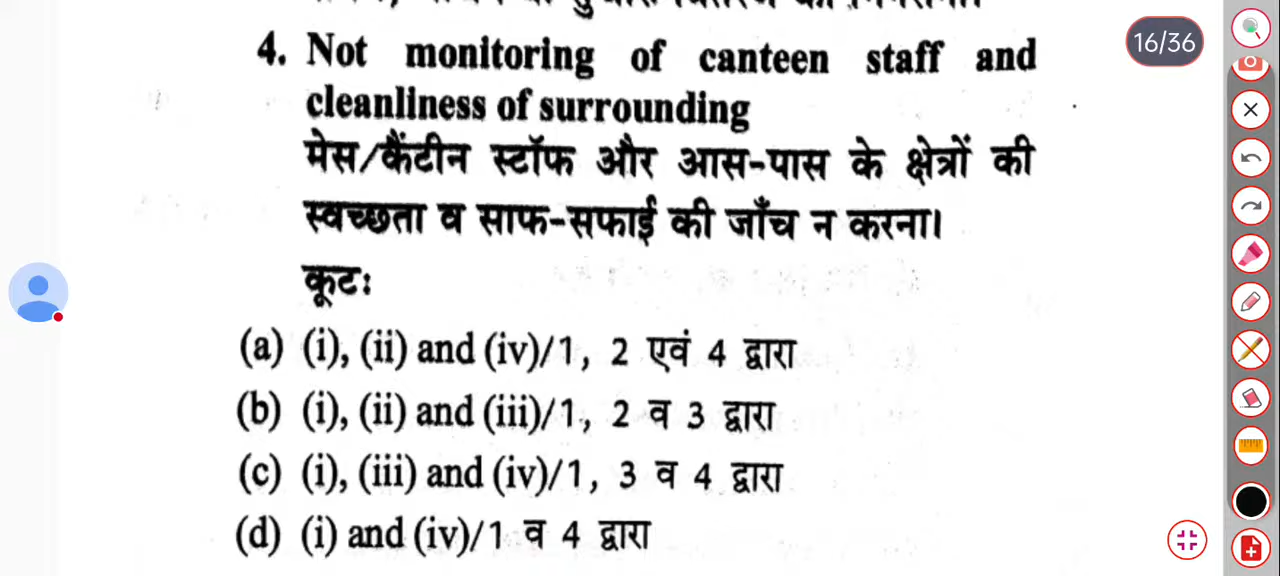 16/36
4. Not monitoring of canteen staff and
cleanliness of surrounding
मेस/कैंटीन स्टॉफ और आस-पास के क्षेत्रों की
स्वच्छता व साफ-सफाई की जाँच न करना।
कूटः
(a) (i), (ii) and (iv)/1, 2 एवं 4 द्वारा
(b) (i), (ii) and (iii)/1, 2 व 3 द्वारा
(c) (i), (iii) and (iv)/1, 3 व 4 द्वारा
(d) (i) and (iv)/1 व 4 द्वारा